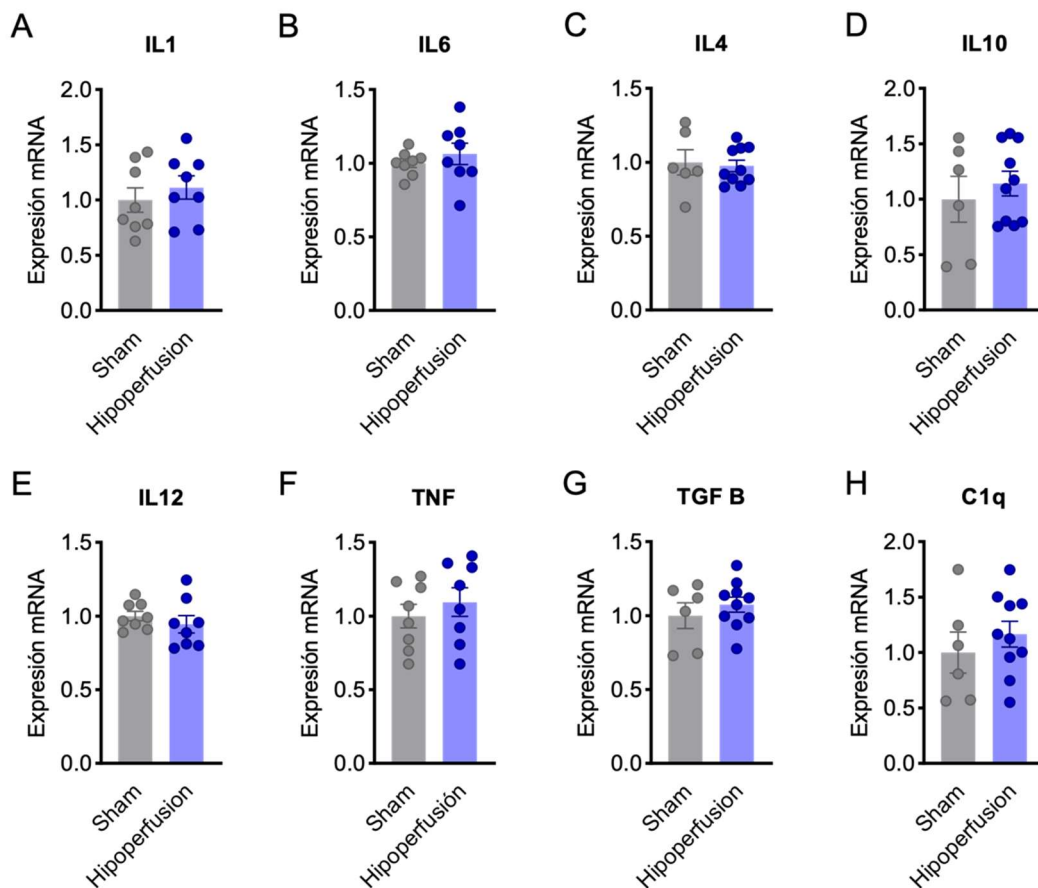 A
IL1
Expresión mRNA
2.0
1.5
1.0
0.5
0.0
Sham
Hipoperfusion
B
IL6
Expresión mRNA
1.5
1.0
0.5
0.0
Sham
Hipoperfusion
C
IL4
Expresión mRNA
1.5
1.0
0.5
0.0
Sham
Hipoperfusion
D
IL10
Expresión mRNA
2.0
1.5
1.0
0.5
0.0
Sham
Hipoperfusion
E
IL12
Expresión mRNA
1.5
1.0
0.5
0.0
Sham
Hipoperfusion
F
TNF
Expresión mRNA
1.5
1.0
0.5
0.0
Sham
Hipoperfusión
G
TGF B
Expresión mRNA
1.5
1.0
0.5
0.0
Sham
Hipoperfusion
H
C1q
Expresión mRNA
2.0
1.5
1.0
0.5
0.0
Sham
Hipoperfusion